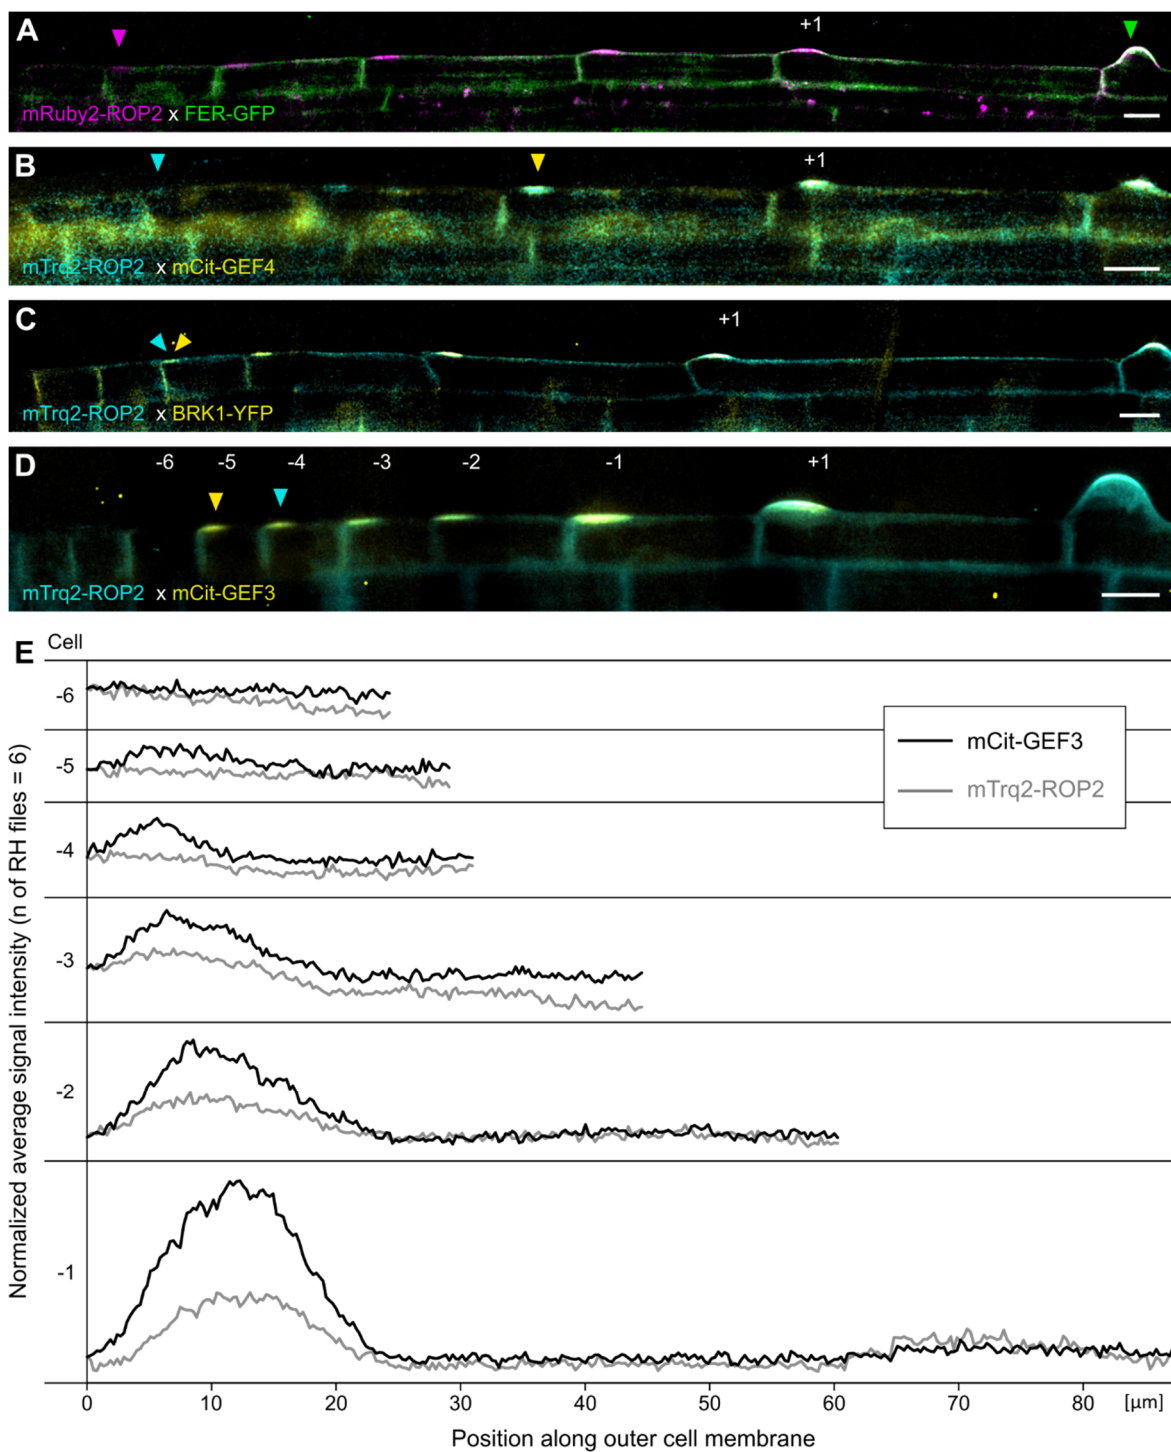 A
+1
mRuby2-ROP2 x FER-GFP
B
+1
mTrq2-ROP2 x mCit-GEF4
C
+1
mTrq2-ROP2 x BRK1-YFP
D
-6 -5 -4 -3 -2 -1 +1
mTrq2-ROP2 x mCit-GEF3
E
Cell
-6
-5
-4
-3
-2
-1
mCit-GEF3
mTrq2-ROP2
Normalized average signal intensity (n of RH files = 6)
0 10 20 30 40 50 60 70 80 [µm]
Position along outer cell membrane